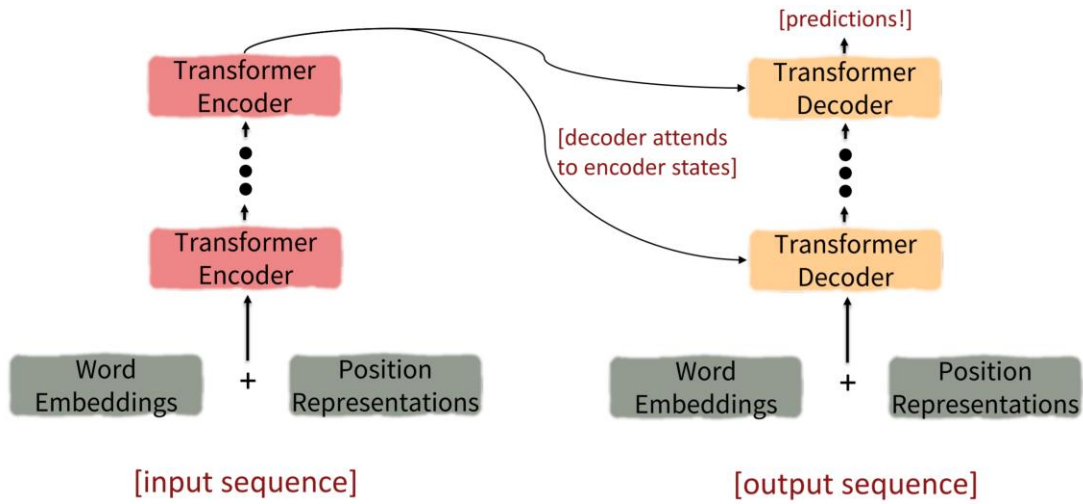 [predictions!]
Transformer
Encoder
Transformer
Decoder
[decoder attends
to encoder states]
Transformer
Encoder
Transformer
Decoder
Word
Embeddings
+
Position
Representations
Word
Embeddings
+
Position
Representations
[input sequence]
[output sequence]